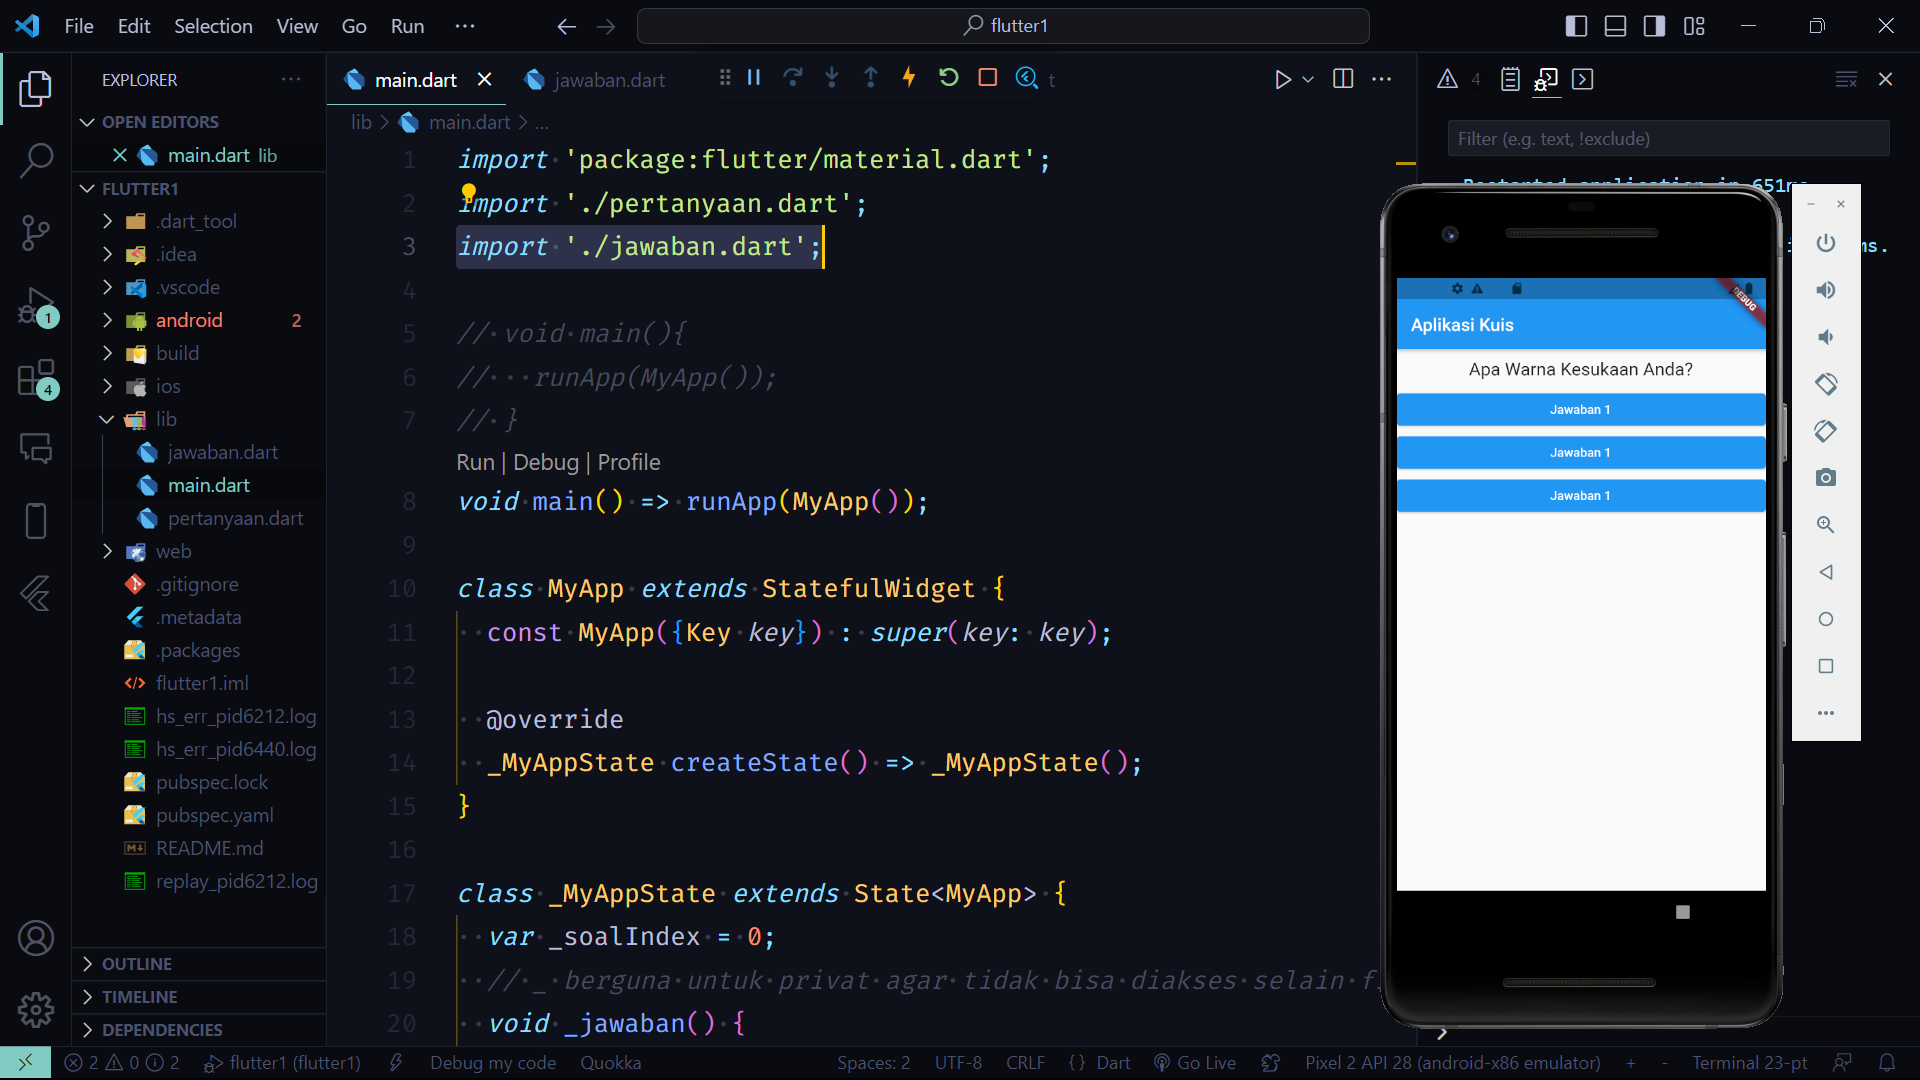 File Edit Selection View Go Run ···
flutter1
EXPLORER
OPEN EDITORS
main.dart lib
FLUTTER1
.dart_tool
.idea
.vscode
android 2
build
ios
lib
jawaban.dart
main.dart
pertanyaan.dart
web
.gitignore
.metadata
.packages
flutter1.iml
hs_err_pid6212.log
hs_err_pid6440.log
pubspec.lock
pubspec.yaml
README.md
replay_pid6212.log
OUTLINE
TIMELINE
DEPENDENCIES
1
4
main.dart
jawaban.dart
t
lib > main.dart > ...
1 import 'package:flutter/material.dart';
2 import './pertanyaan.dart';
3 import './jawaban.dart';
4
5 // void main(){
6 //   runApp(MyApp());
7 // }
Run | Debug | Profile
8 void main() => runApp(MyApp());
9
10 class MyApp extends StatefulWidget {
11   const MyApp({Key key}) : super(key: key);
12
13   @override
14   _MyAppState createState() => _MyAppState();
15 }
16
17 class _MyAppState extends State<MyApp> {
18   var _soalIndex = 0;
19   // _ berguna untuk privat agar tidak bisa diakses selain f
20   void _jawaban() {
4
Filter (e.g. text, !exclude)
Restarted application in 651ms
ms.
DEBUG
Aplikasi Kuis
Apa Warna Kesukaan Anda?
Jawaban 1
Jawaban 1
Jawaban 1
2 0 2 flutter1 (flutter1) Debug my code Quokka Spaces: 2 UTF-8 CRLF {} Dart Go Live Pixel 2 API 28 (android-x86 emulator) + - Terminal 23-pt